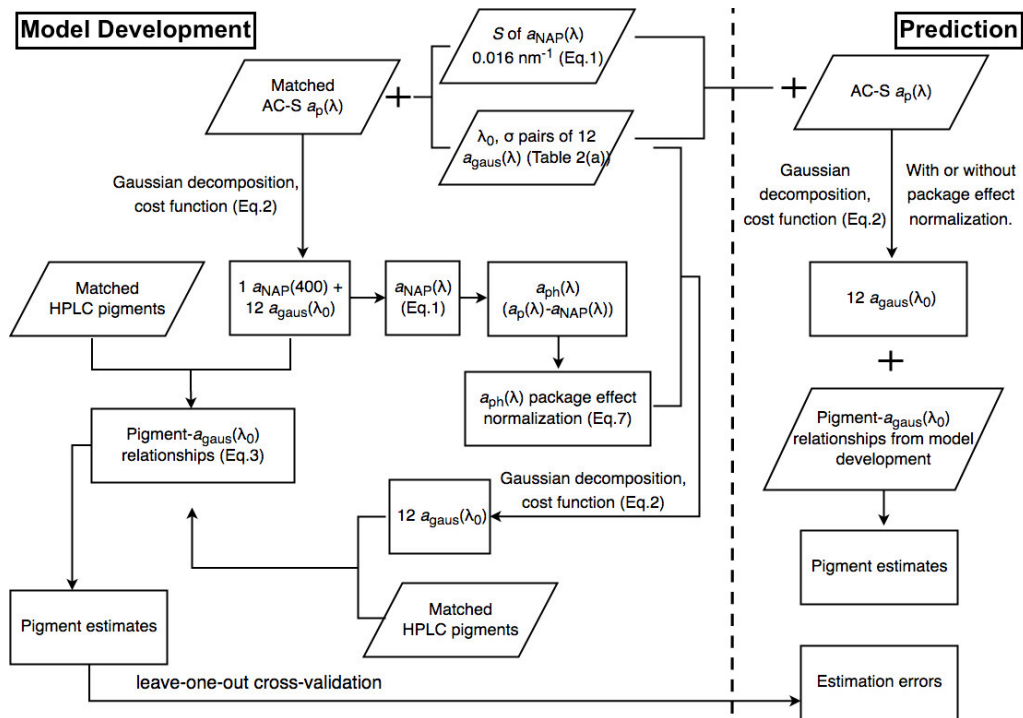 Model Development
Prediction
S of aNAP(λ)
0.016 nm⁻¹ (Eq.1)
Matched
AC-S ap(λ)
+
λ0, σ pairs of 12
agaus(λ) (Table 2(a))
+
AC-S ap(λ)
Gaussian decomposition,
cost function (Eq.2)
Gaussian
decomposition,
cost function (Eq.2)
With or without
package effect
normalization.
Matched
HPLC pigments
1 aNAP(400) +
12 agaus(λ0)
aNAP(λ)
(Eq.1)
aph(λ)
(ap(λ)-aNAP(λ))
12 agaus(λ0)
+
aph(λ) package effect
normalization (Eq.7)
Pigment-agaus(λ0)
relationships (Eq.3)
Pigment-agaus(λ0)
relationships from model
development
Gaussian decomposition,
cost function (Eq.2)
12 agaus(λ0)
Pigment estimates
Matched
HPLC pigments
Pigment estimates
leave-one-out cross-validation
Estimation errors